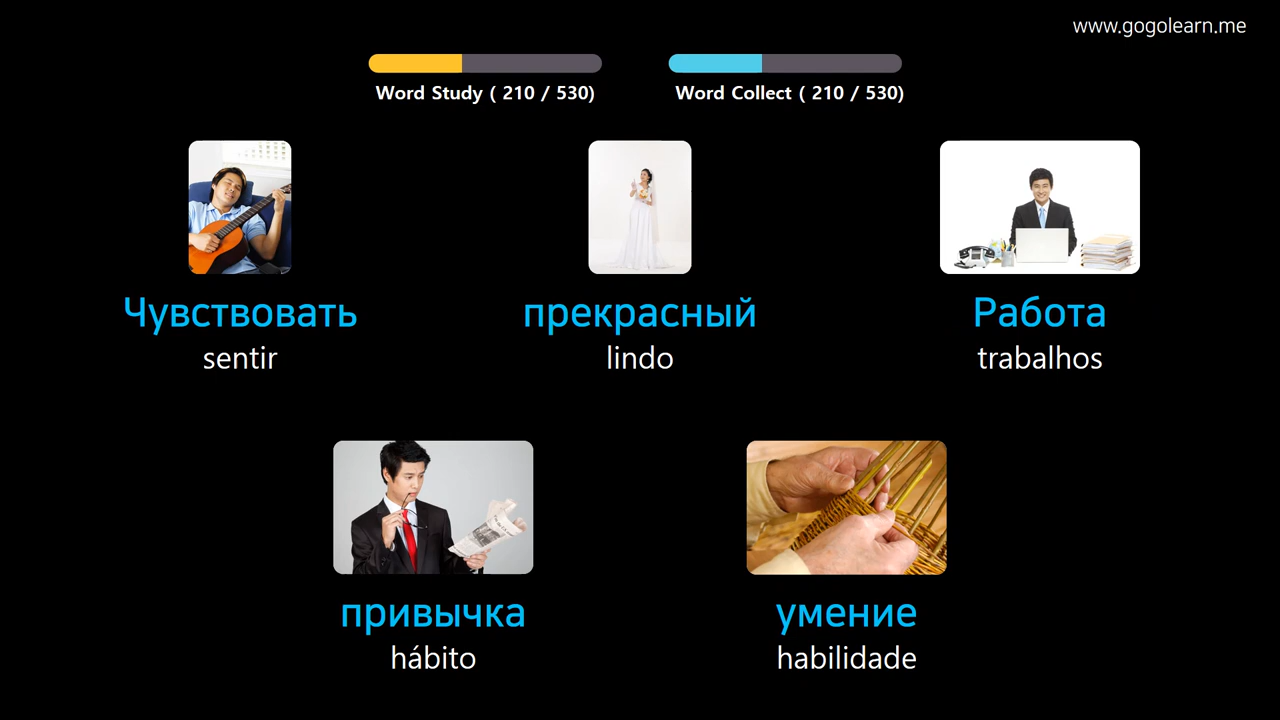 www.gogolearn.me
Word Study ( 210 / 530)
Word Collect ( 210 / 530)
Чувствовать
sentir
прекрасный
lindo
Работа
trabalhos
привычка
hábito
умение
habilidade